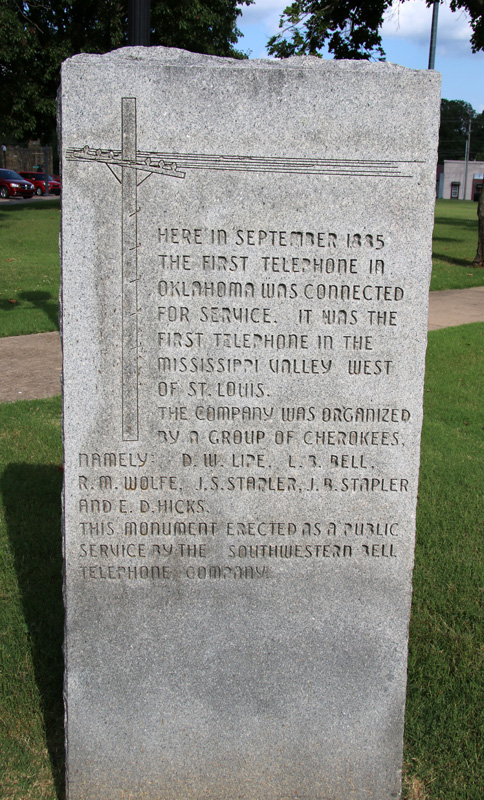 HERE IN SEPTEMBER 1885
THE FIRST TELEPHONE IN
OKLAHOMA WAS CONNECTED
FOR SERVICE. IT WAS THE
FIRST TELEPHONE IN THE
MISSISSIPPI VALLEY WEST
OF ST. LOUIS.
THE COMPANY WAS ORGANIZED
BY A GROUP OF CHEROKEES,
NAMELY: D. W. LIPE, L. B. BELL,
R. M. WOLFE, J. S. STAPLER, J. B. STAPLER
AND E. D. HICKS.
THIS MONUMENT ERECTED AS A PUBLIC
SERVICE BY THE SOUTHWESTERN BELL
TELEPHONE COMPANY.